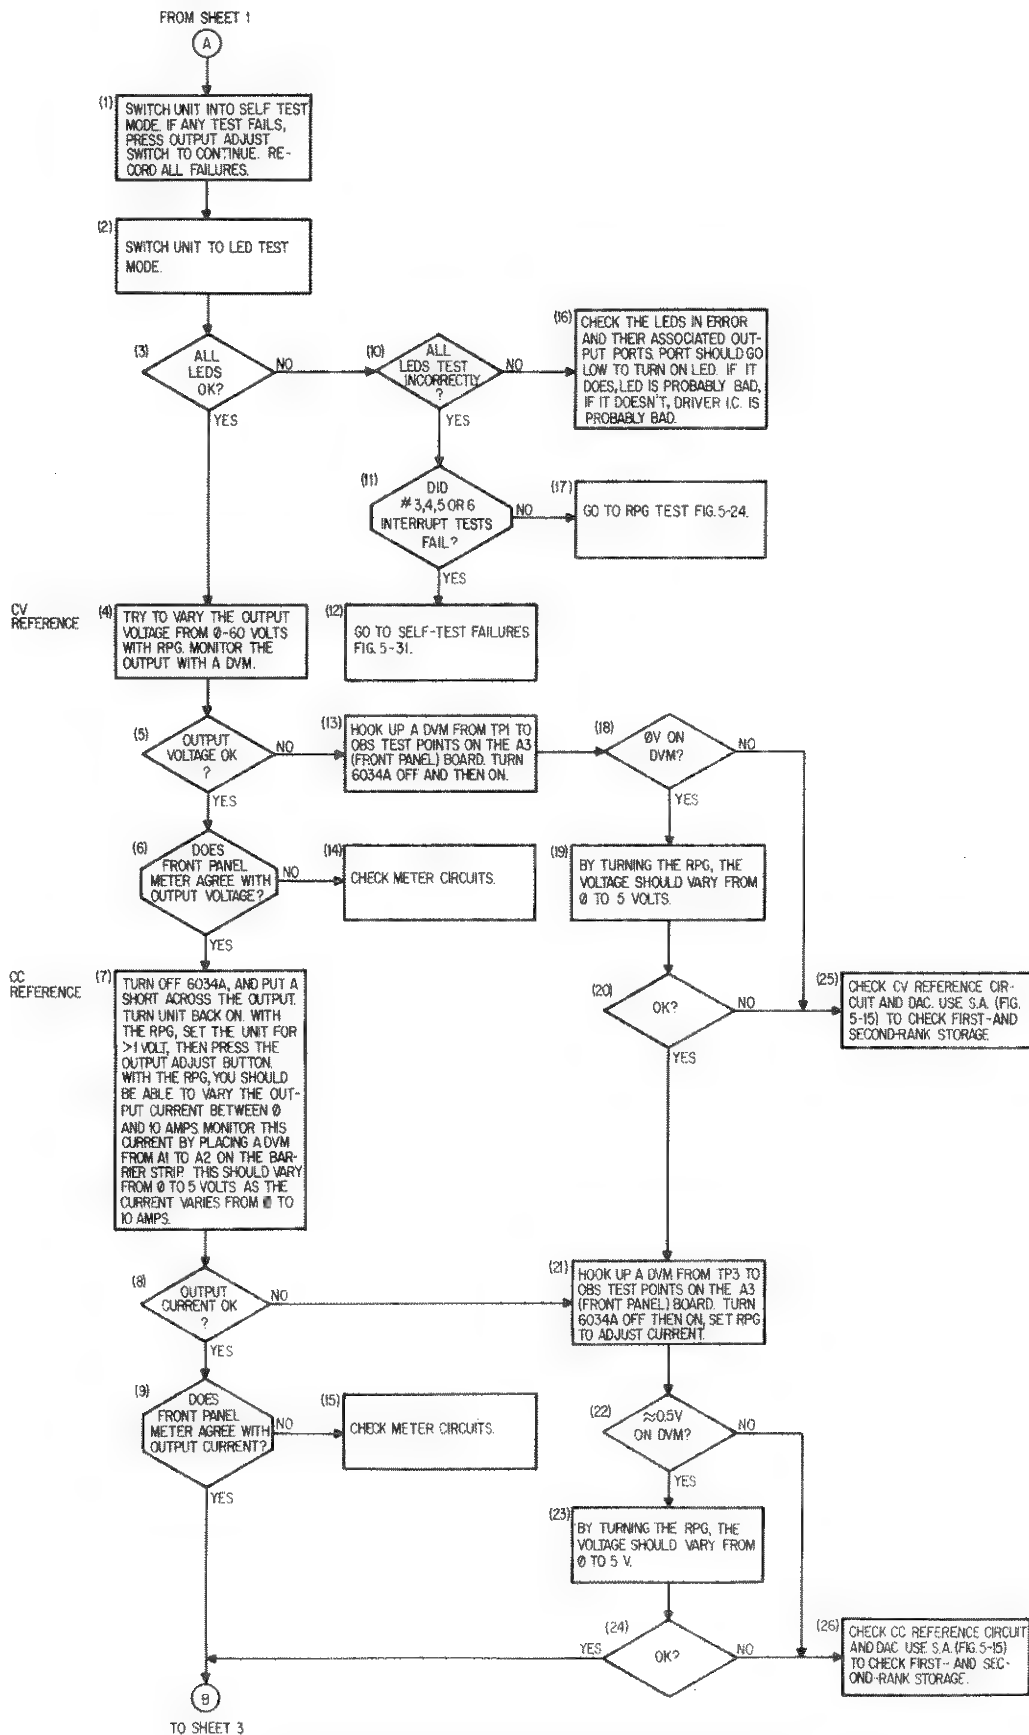 FROM SHEET 1
A
(1)
SWITCH UNIT INTO SELF TEST
MODE. IF ANY TEST FAILS,
PRESS OUTPUT ADJUST
SWITCH TO CONTINUE. RE-
CORD ALL FAILURES.
(2)
SWITCH UNIT TO LED TEST
MODE.
(3)
ALL
LEDS
OK?
NO
YES
(10)
ALL
LEDS TEST
INCORRECTLY
?
NO
YES
(16)
CHECK THE LEDS IN ERROR
AND THEIR ASSOCIATED OUT-
PUT PORTS. PORT SHOULD GO
LOW TO TURN ON LED. IF IT
DOES, LED IS PROBABLY BAD,
IF IT DOESN'T, DRIVER I.C. IS
PROBABLY BAD.
(11)
DID
# 3,4,5 OR 6
INTERRUPT TESTS
FAIL?
NO
YES
(17)
GO TO RPG TEST FIG. 5-24.
(12)
GO TO SELF-TEST FAILURES
FIG. 5-31.
CV
REFERENCE
(4)
TRY TO VARY THE OUTPUT
VOLTAGE FROM 0-60 VOLTS
WITH RPG. MONITOR THE
OUTPUT WITH A DVM.
(5)
OUTPUT
VOLTAGE OK
?
NO
YES
(13)
HOOK UP A DVM FROM TP1 TO
OBS TEST POINTS ON THE A3
(FRONT PANEL) BOARD. TURN
6034A OFF AND THEN ON.
(18)
0V ON
DVM?
NO
YES
(6)
DOES
FRONT PANEL
METER AGREE WITH
OUTPUT VOLTAGE?
NO
YES
(14)
CHECK METER CIRCUITS.
(19)
BY TURNING THE RPG, THE
VOLTAGE SHOULD VARY FROM
0 TO 5 VOLTS.
(20)
OK?
NO
YES
(25)
CHECK CV REFERENCE CIR-
CUIT AND DAC. USE S.A. (FIG.
5-15) TO CHECK FIRST-AND
SECOND-RANK STORAGE
CC
REFERENCE
(7)
TURN OFF 6034A, AND PUT A
SHORT ACROSS THE OUTPUT.
TURN UNIT BACK ON. WITH
THE RPG, SET THE UNIT FOR
>1 VOLT, THEN PRESS THE
OUTPUT ADJUST BUTTON.
WITH THE RPG, YOU SHOULD
BE ABLE TO VARY THE OUT-
PUT CURRENT BETWEEN 0
AND 10 AMPS. MONITOR THIS
CURRENT BY PLACING A DVM
FROM A1 TO A2 ON THE BAR-
RIER STRIP. THIS SHOULD VARY
FROM 0 TO 5 VOLTS AS THE
CURRENT VARIES FROM 0 TO
10 AMPS.
(8)
OUTPUT
CURRENT OK
?
NO
YES
(21)
HOOK UP A DVM FROM TP3 TO
OBS TEST POINTS ON THE A3
(FRONT PANEL) BOARD. TURN
6034A OFF THEN ON, SET RPG
TO ADJUST CURRENT.
(9)
DOES
FRONT PANEL
METER AGREE WITH
OUTPUT CURRENT?
NO
YES
(15)
CHECK METER CIRCUITS.
(22)
≈0.5V
ON DVM?
NO
YES
(23)
BY TURNING THE RPG, THE
VOLTAGE SHOULD VARY FROM
0 TO 5 V.
(24)
OK?
YES
NO
(26)
CHECK CC REFERENCE CIRCUIT
AND DAC. USE S.A. (FIG. 5-15)
TO CHECK FIRST- AND SEC-
OND-RANK STORAGE.
B
TO SHEET 3